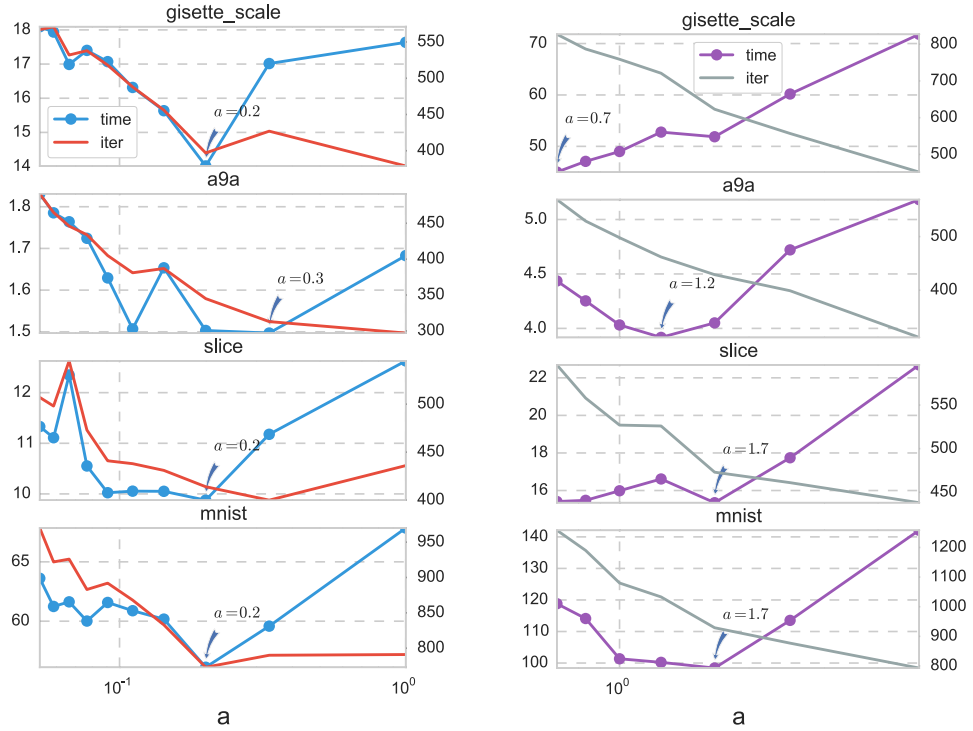 gisette_scale
18
17
16
15
14
550
500
450
400
a=0.2
time
iter
a9a
1.8
1.7
1.6
1.5
450
400
350
300
a=0.3
slice
12
11
10
500
450
400
a=0.2
mnist
65
60
950
900
850
800
a=0.2
10⁻¹
10⁰
a
gisette_scale
70
60
50
800
700
600
500
time
iter
a=0.7
a9a
5.0
4.5
4.0
500
400
a=1.2
slice
22
20
18
16
550
500
450
a=1.7
mnist
140
130
120
110
100
1200
1100
1000
900
800
a=1.7
10⁰
a